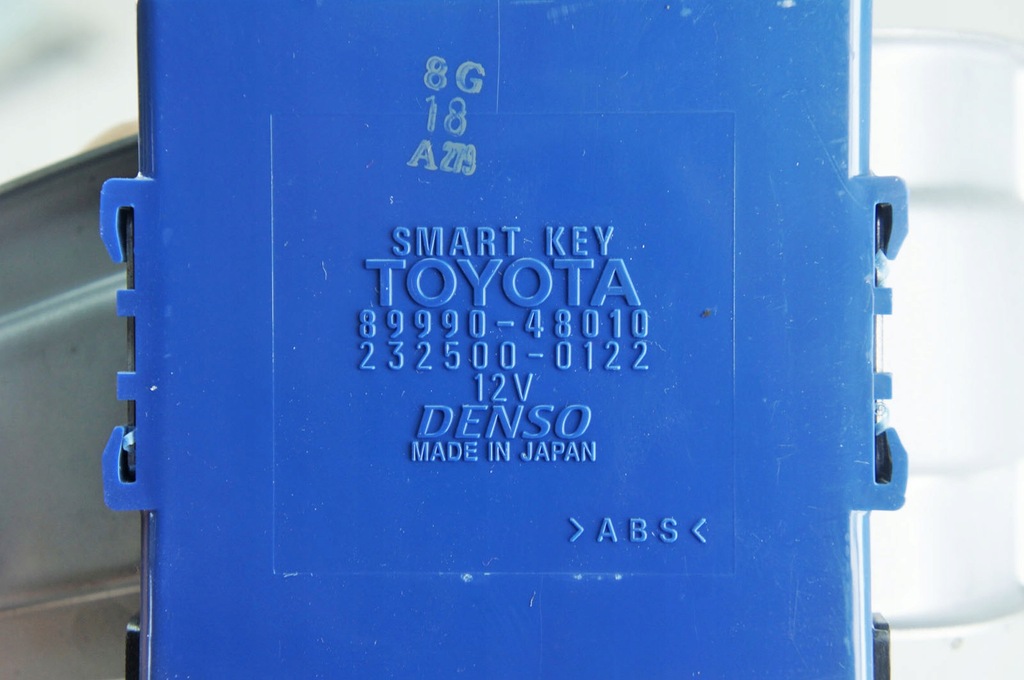 8G
18
A279
SMART KEY
TOYOTA
89990-48010
232500-0122
12V
DENSO
MADE IN JAPAN
>ABS<